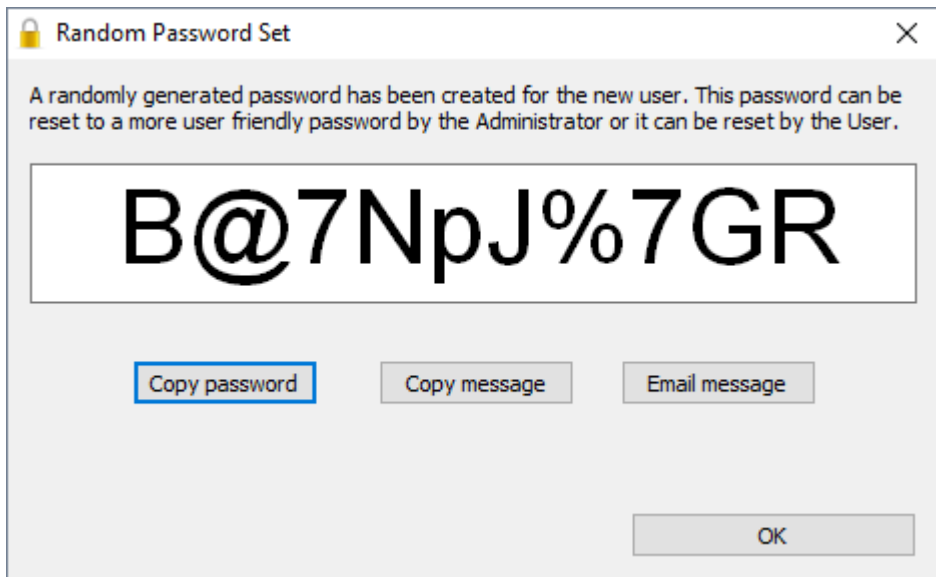 Random Password Set
A randomly generated password has been created for the new user. This password can be
reset to a more user friendly password by the Administrator or it can be reset by the User.
B@7NpJ%7GR
Copy password
Copy message
Email message
OK